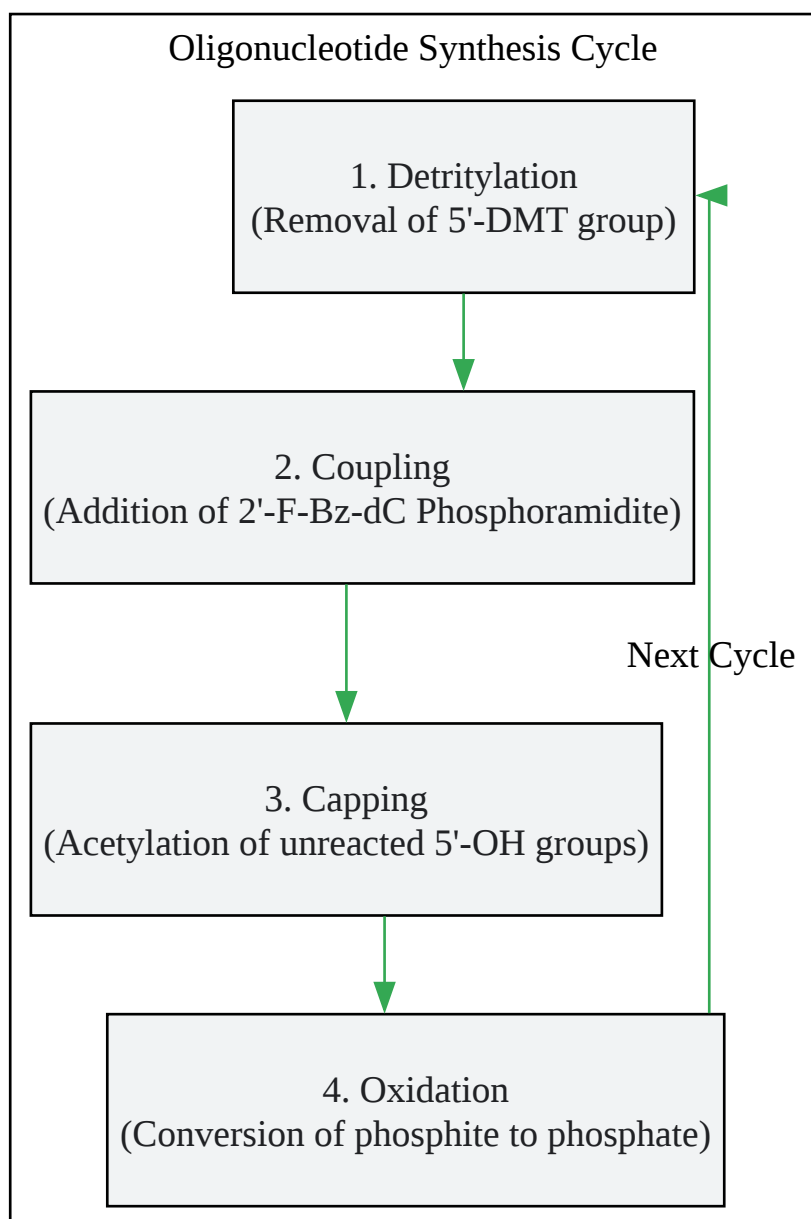 Oligonucleotide Synthesis Cycle
1. Detritylation
(Removal of 5'-DMT group)
2. Coupling
(Addition of 2'-F-Bz-dC Phosphoramidite)
Next Cycle
3. Capping
(Acetylation of unreacted 5'-OH groups)
4. Oxidation
(Conversion of phosphite to phosphate)